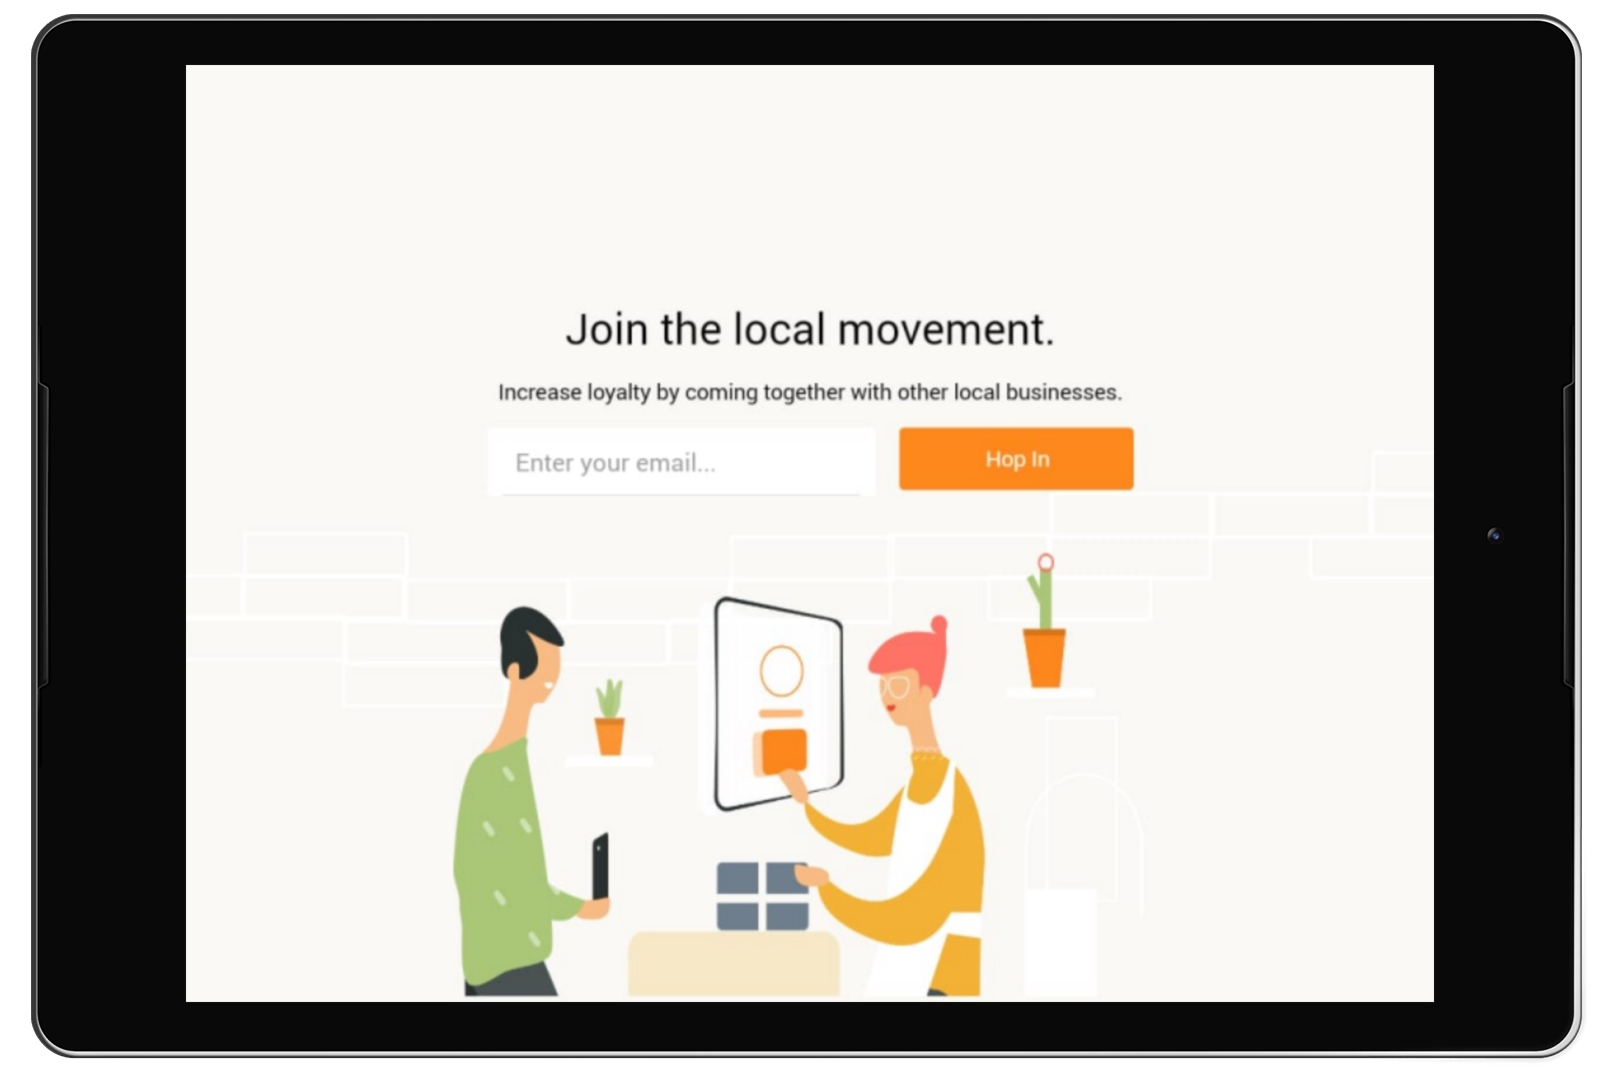 Join the local movement.
Increase loyalty by coming together with other local businesses.
Enter your email...
Hop In